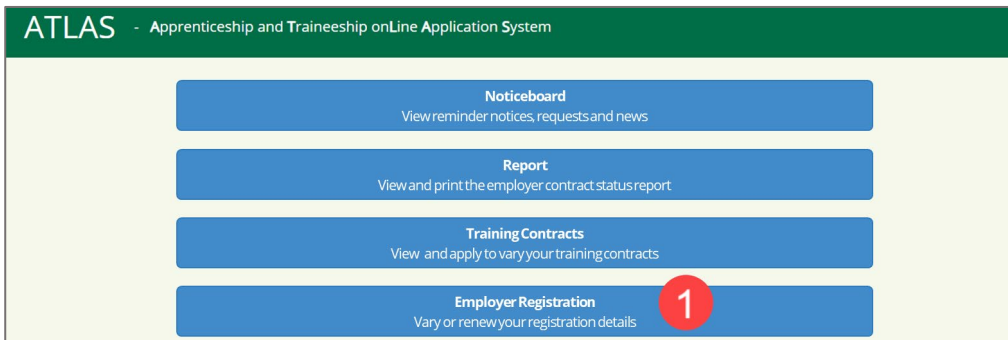 ATLAS - Apprenticeship and Traineeship onLine Application System
Noticeboard
View reminder notices, requests and news
Report
View and print the employer contract status report
Training Contracts
View and apply to vary your training contracts
Employer Registration
Vary or renew your registration details
1